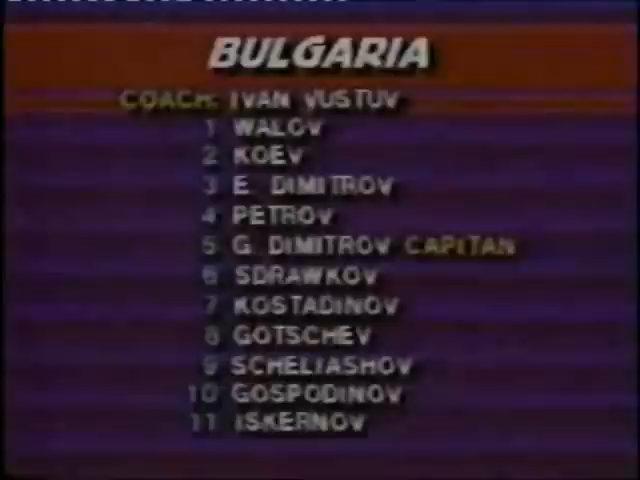 BULGARIA
COACH: IVAN VUSTUV
1 WALOV
2 KOEV
3 E. DIMITROV
4 PETROV
5 G. DIMITROV CAPITAN
6 SDRAWKOV
7 KOSTADINOV
8 GOTSCHEV
9 SCHELIASHOV
10 GOSPODINOV
11 ISKERNOV